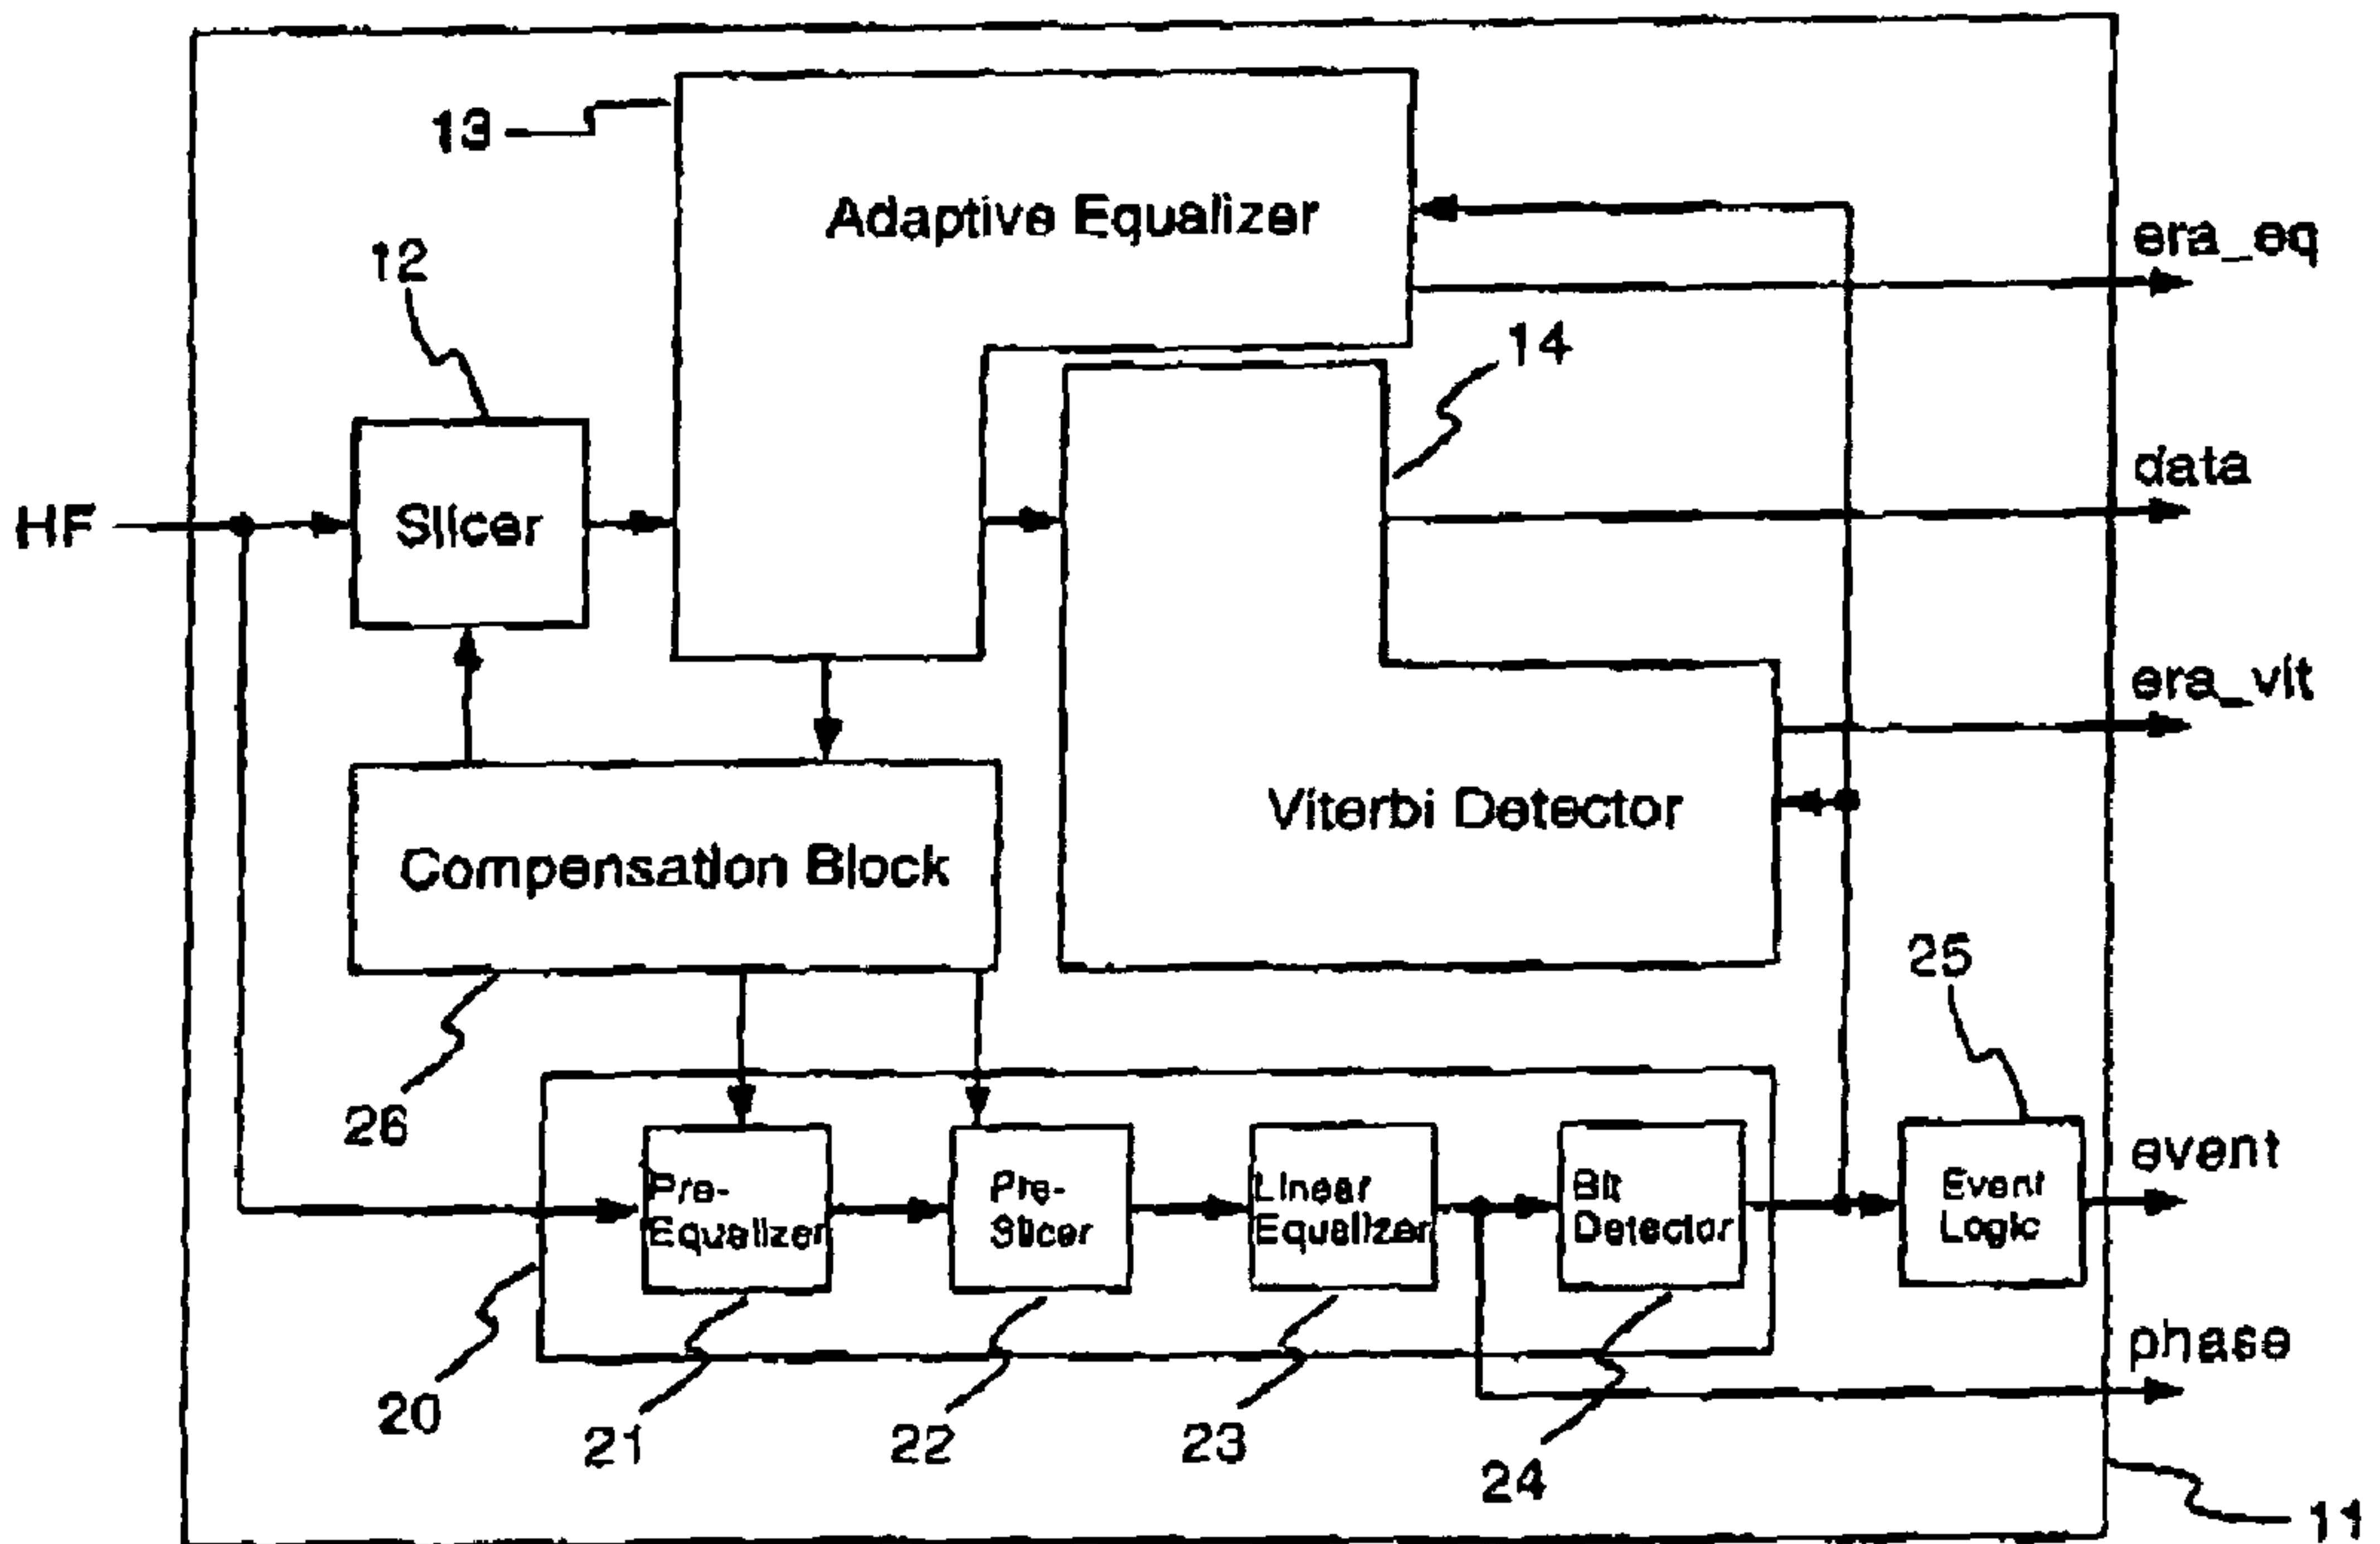 13
Adaptive Equalizer
era_eq
12
14
data
HF
Slicer
era_vit
Viterbi Detector
Compensation Block
25
26
event
Pre-
Equalizer
Pre-
Slicer
Linear
Equalizer
Bit
Detector
Event
Logic
phase
20
21
22
23
24
11